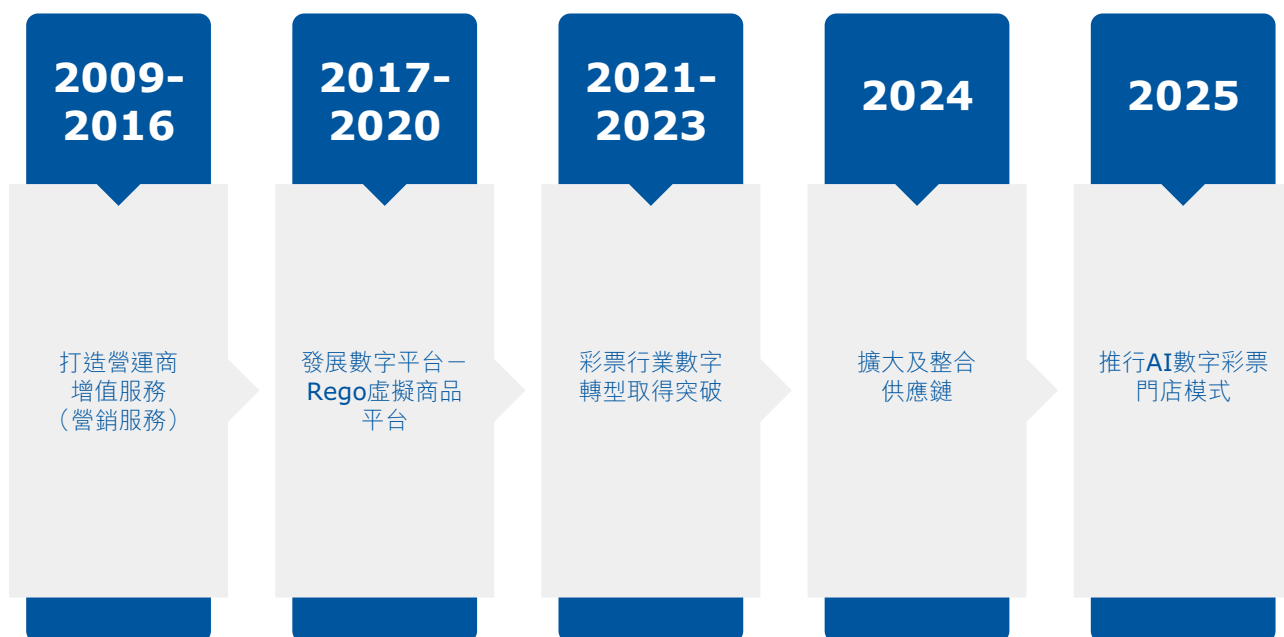 2009-
2016
2017-
2020
2021-
2023
2024
2025
打造營運商
增值服務
（營銷服務）
發展數字平台－
Rego虛擬商品
平台
彩票行業數字
轉型取得突破
擴大及整合
供應鏈
推行AI數字彩票
門店模式